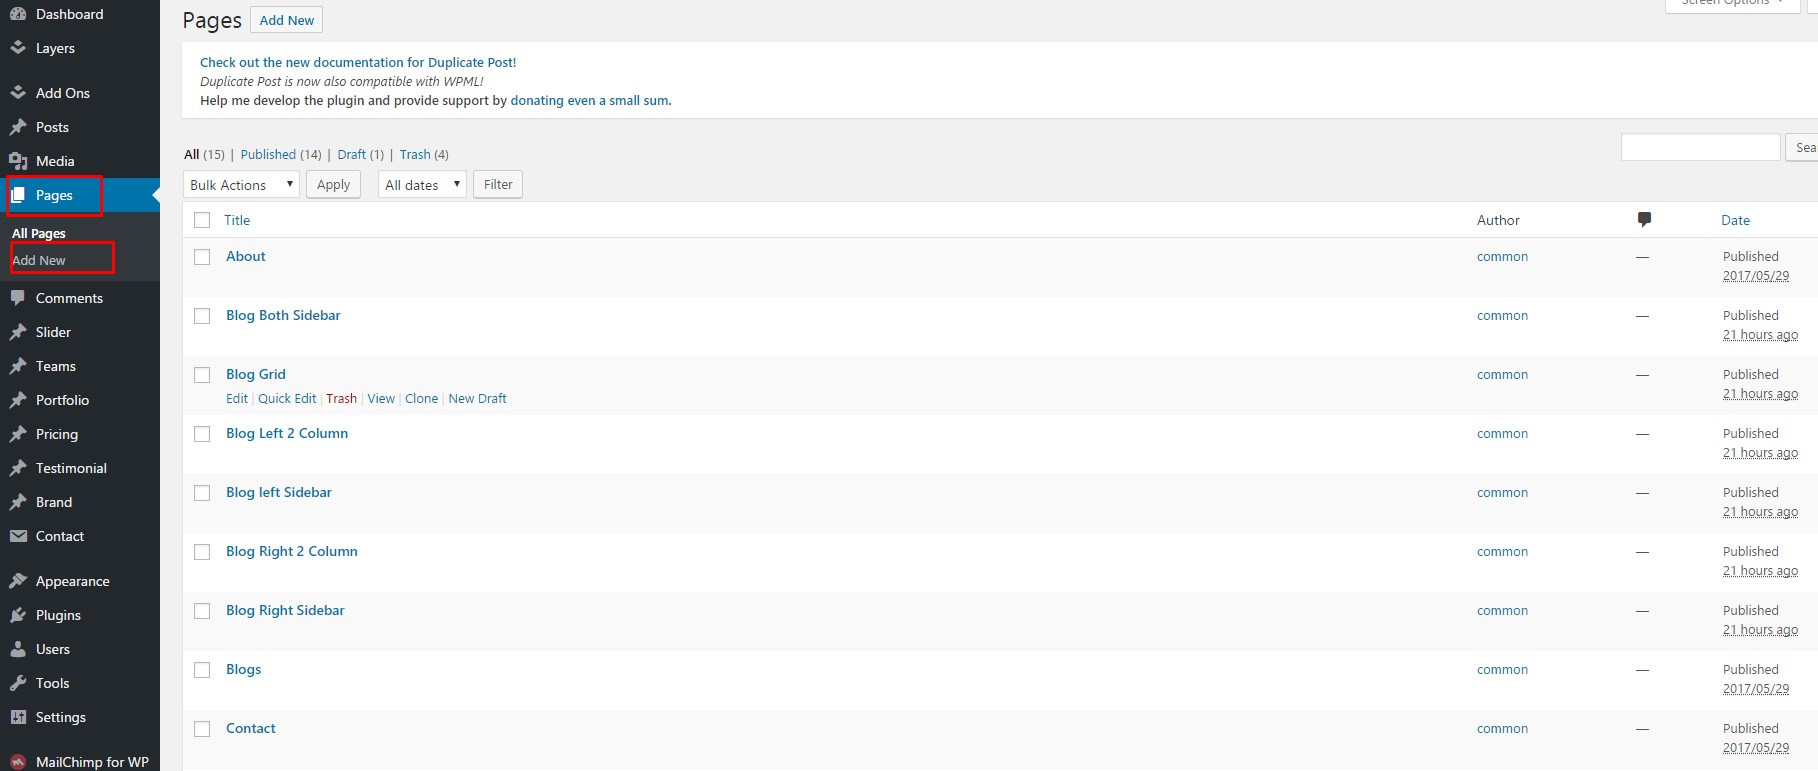 Dashboard
Layers
Add Ons
Posts
Media
Pages
All Pages
Add New
Comments
Slider
Teams
Portfolio
Pricing
Testimonial
Brand
Contact
Appearance
Plugins
Users
Tools
Settings
MailChimp for WP
Screen Options
Pages Add New
Check out the new documentation for Duplicate Post!
Duplicate Post is now also compatible with WPML!
Help me develop the plugin and provide support by donating even a small sum.
All (15) | Published (14) | Draft (1) | Trash (4)
Sea
Bulk Actions Apply All dates Filter
Title Author Date
About common — Published
2017/05/29
Blog Both Sidebar common — Published
21 hours ago
Blog Grid common — Published
Edit | Quick Edit | Trash | View | Clone | New Draft 21 hours ago
Blog Left 2 Column common — Published
21 hours ago
Blog left Sidebar common — Published
21 hours ago
Blog Right 2 Column common — Published
21 hours ago
Blog Right Sidebar common — Published
21 hours ago
Blogs common — Published
2017/05/29
Contact common — Published
2017/05/29